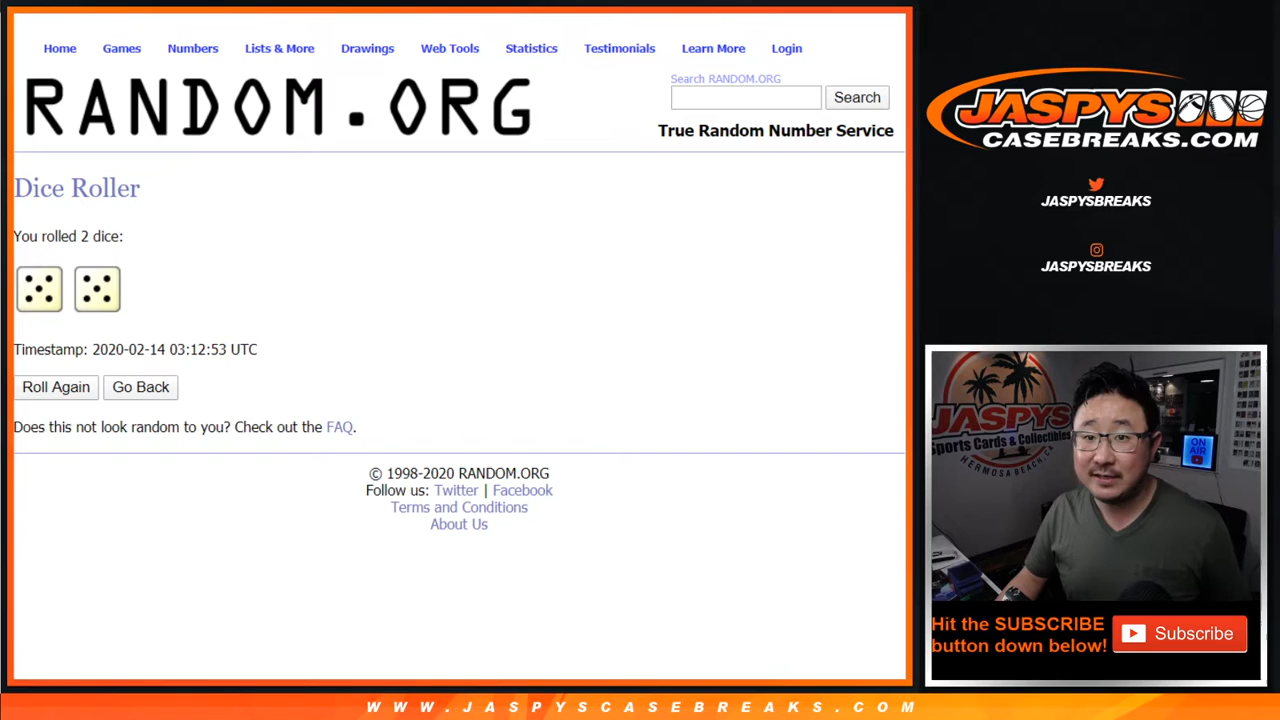 Home Games Numbers Lists & More Drawings Web Tools Statistics Testimonials Learn More Login
RANDOM.ORG
Search RANDOM.ORG
Search
True Random Number Service
Dice Roller
You rolled 2 dice:
Timestamp: 2020-02-14 03:12:53 UTC
Roll Again Go Back
Does this not look random to you? Check out the FAQ.
© 1998-2020 RANDOM.ORG
Follow us: Twitter | Facebook
Terms and Conditions
About Us
JASPYS
CASEBREAKS.COM
JASPYSBREAKS
JASPYSBREAKS
JASPYS
Sports Cards & Collectibles
HERMOSA BEACH, CA
ON
AIR
Hit the SUBSCRIBE
button down below!
Subscribe
WWW.JASPYSCASEBREAKS.COM